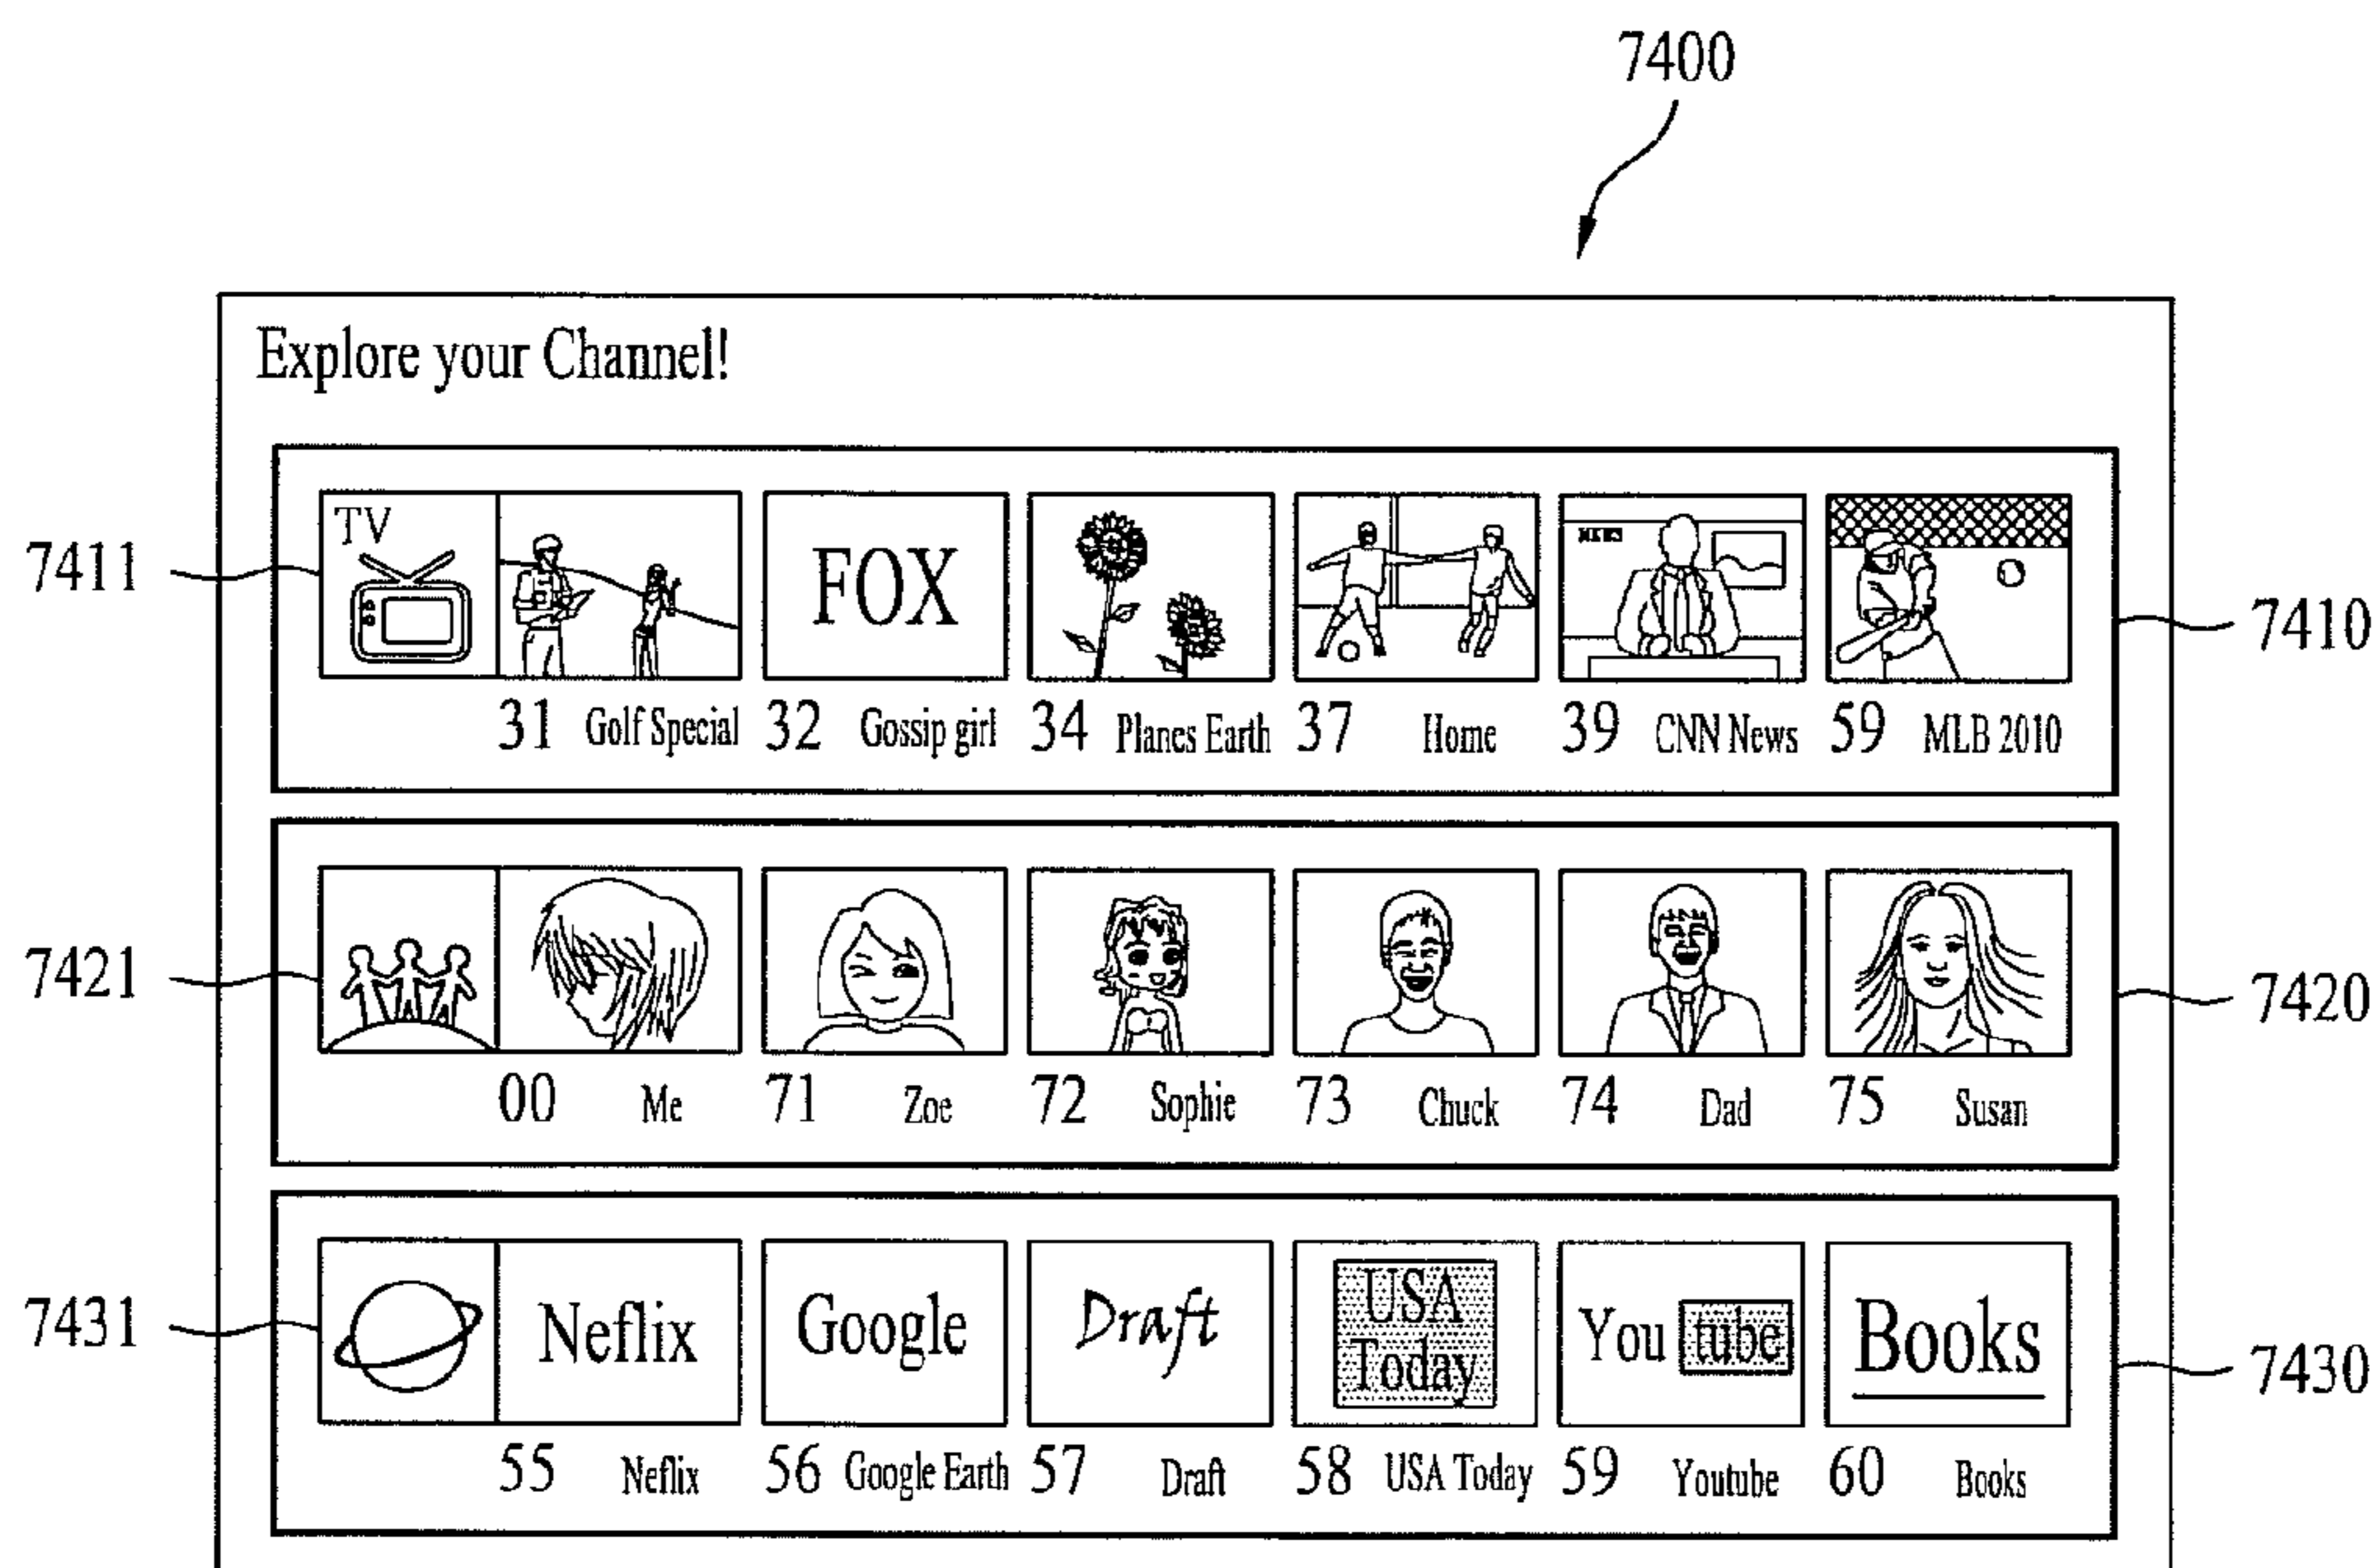 7400
Explore your Channel!
TV
FOX
NEWS
7411
7410
31 Golf Special 32 Gossip girl 34 Planes Earth 37 Home 39 CNN News 59 MLB 2010
7421
7420
00 Me 71 Zoe 72 Sophie 73 Chuck 74 Dad 75 Susan
Neflix Google Draft USA Today You tube Books
7431
7430
55 Neflix 56 Google Earth 57 Draft 58 USA Today 59 Youtube 60 Books